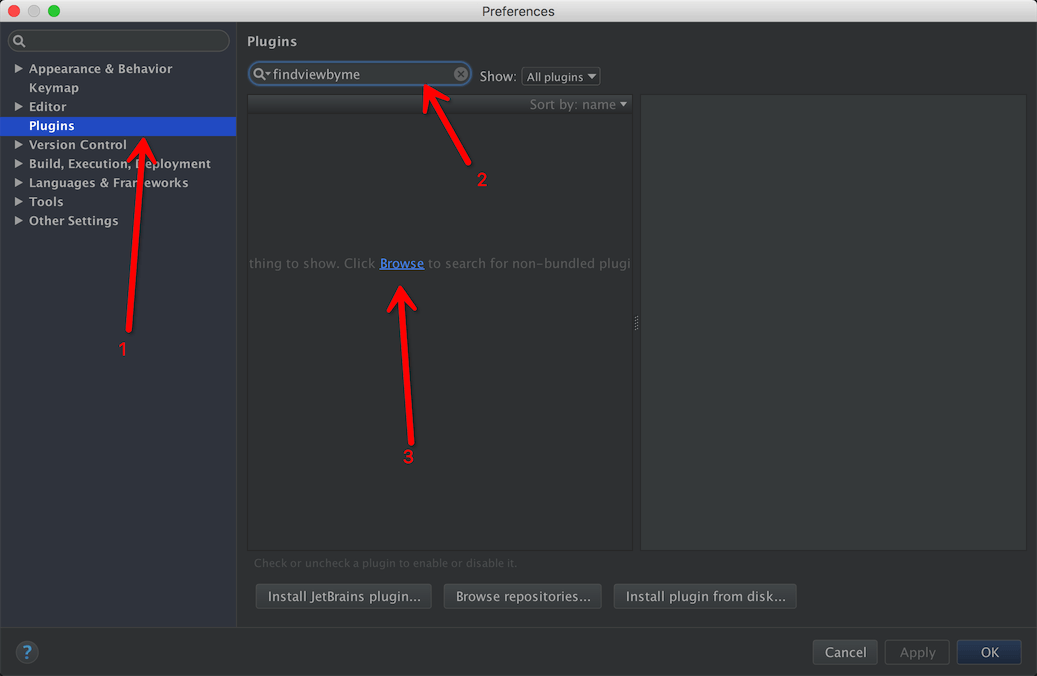 Preferences
Plugins
Appearance & Behavior
Keymap
Editor
Plugins
Version Control
Build, Execution, Deployment
Languages & Frameworks
Tools
Other Settings
findviewbyme
Show: All plugins
Sort by: name
2
thing to show. Click Browse to search for non-bundled plugi
1
3
Check or uncheck a plugin to enable or disable it.
Install JetBrains plugin...
Browse repositories...
Install plugin from disk...
?
Cancel
Apply
OK